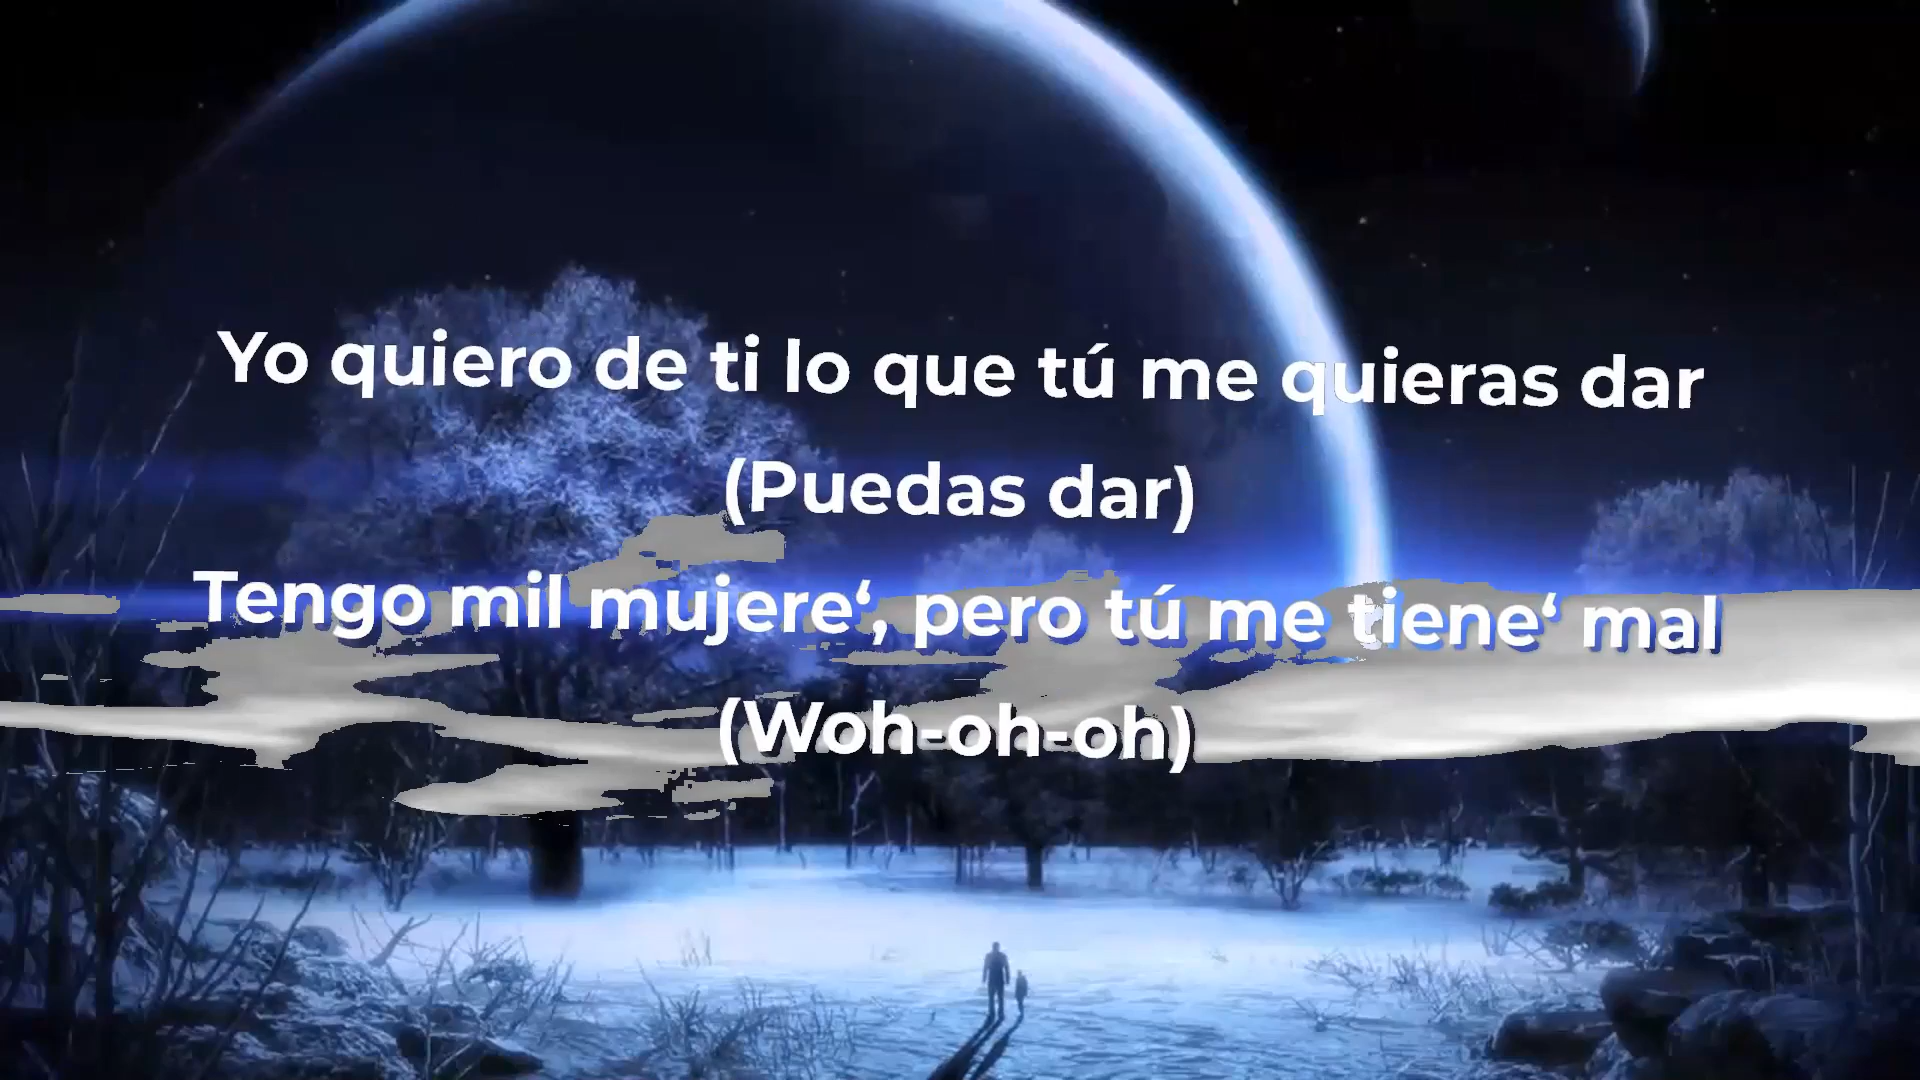 Yo quiero de ti lo que tú me quieras dar
(Puedas dar)
Tengo mil mujere‘, pero tú me tiene‘ mal
(Woh-oh-oh)